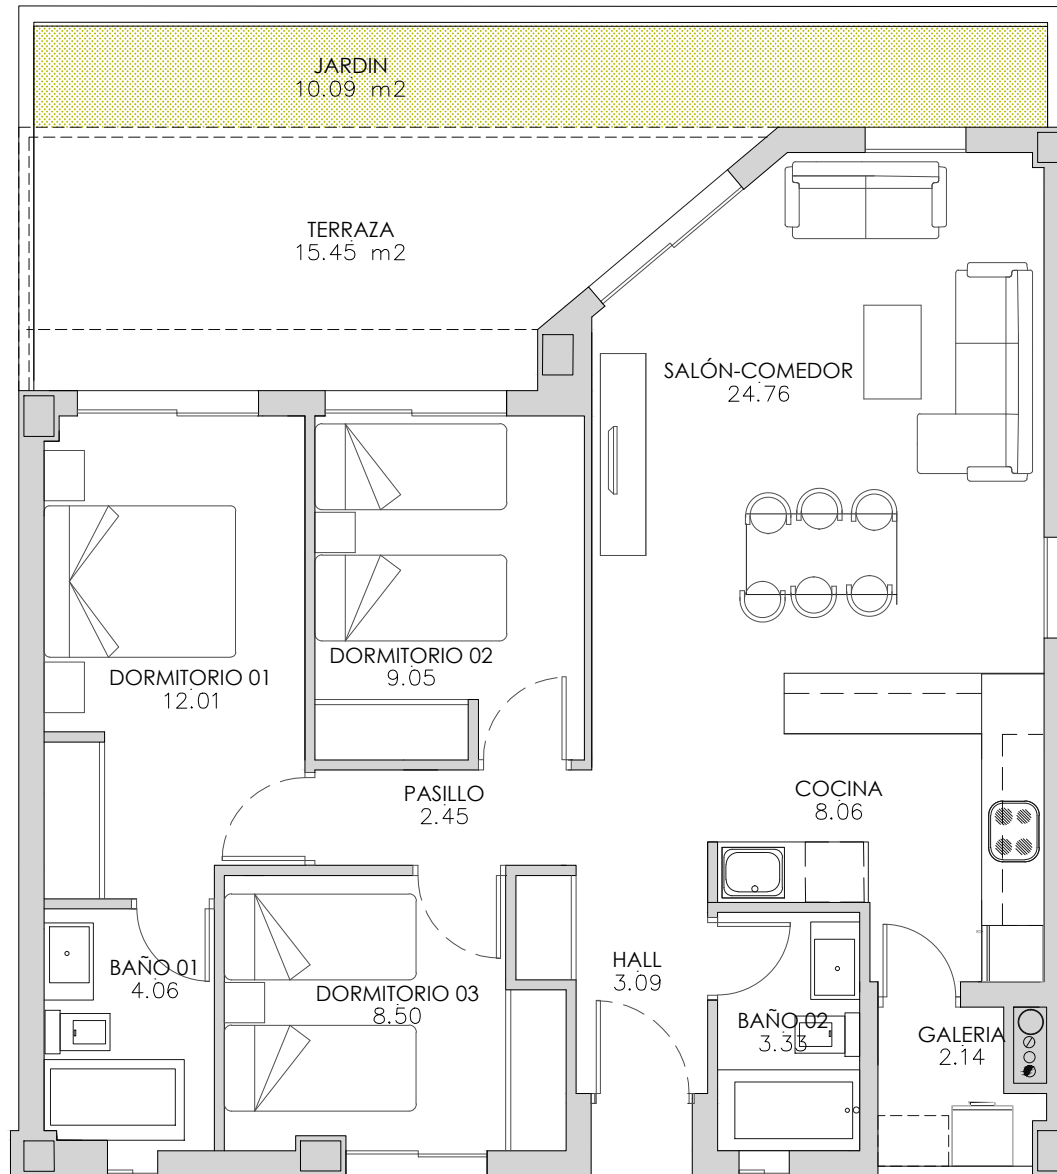 JARDIN
10.09 m2
TERRAZA
15.45 m2
SALÓN-COMEDOR
24.76
DORMITORIO 02
9.05
DORMITORIO 01
12.01
PASILLO
2.45
COCINA
8.06
HALL
3.09
BAÑO 01
4.06
DORMITORIO 03
8.50
BAÑO 02
3.33
GALERIA
2.14